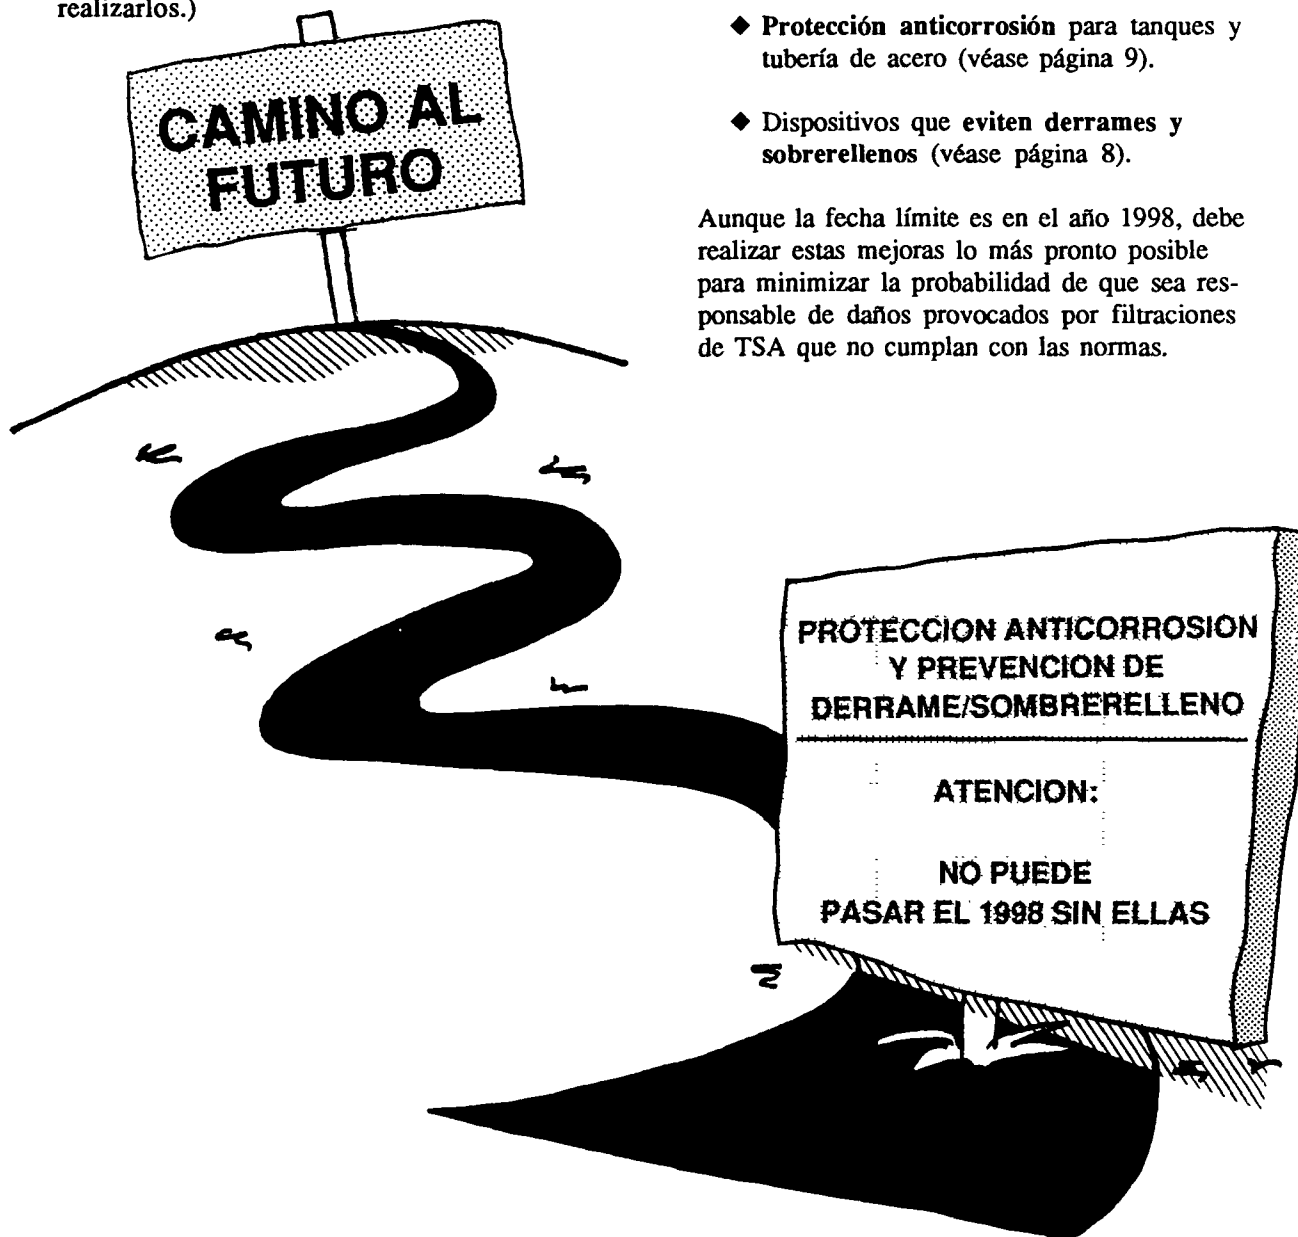 realizarlos.)
CAMINO AL
FUTURO
◆ Protección anticorrosión para tanques y
tubería de acero (véase página 9).
◆ Dispositivos que eviten derrames y
sobrerellenos (véase página 8).
Aunque la fecha límite es en el año 1998, debe
realizar estas mejoras lo más pronto posible
para minimizar la probabilidad de que sea res-
ponsable de daños provocados por filtraciones
de TSA que no cumplan con las normas.
PROTECCION ANTICORROSION
Y PREVENCION DE
DERRAME/SOMBRERELLENO
ATENCION:
NO PUEDE
PASAR EL 1998 SIN ELLAS